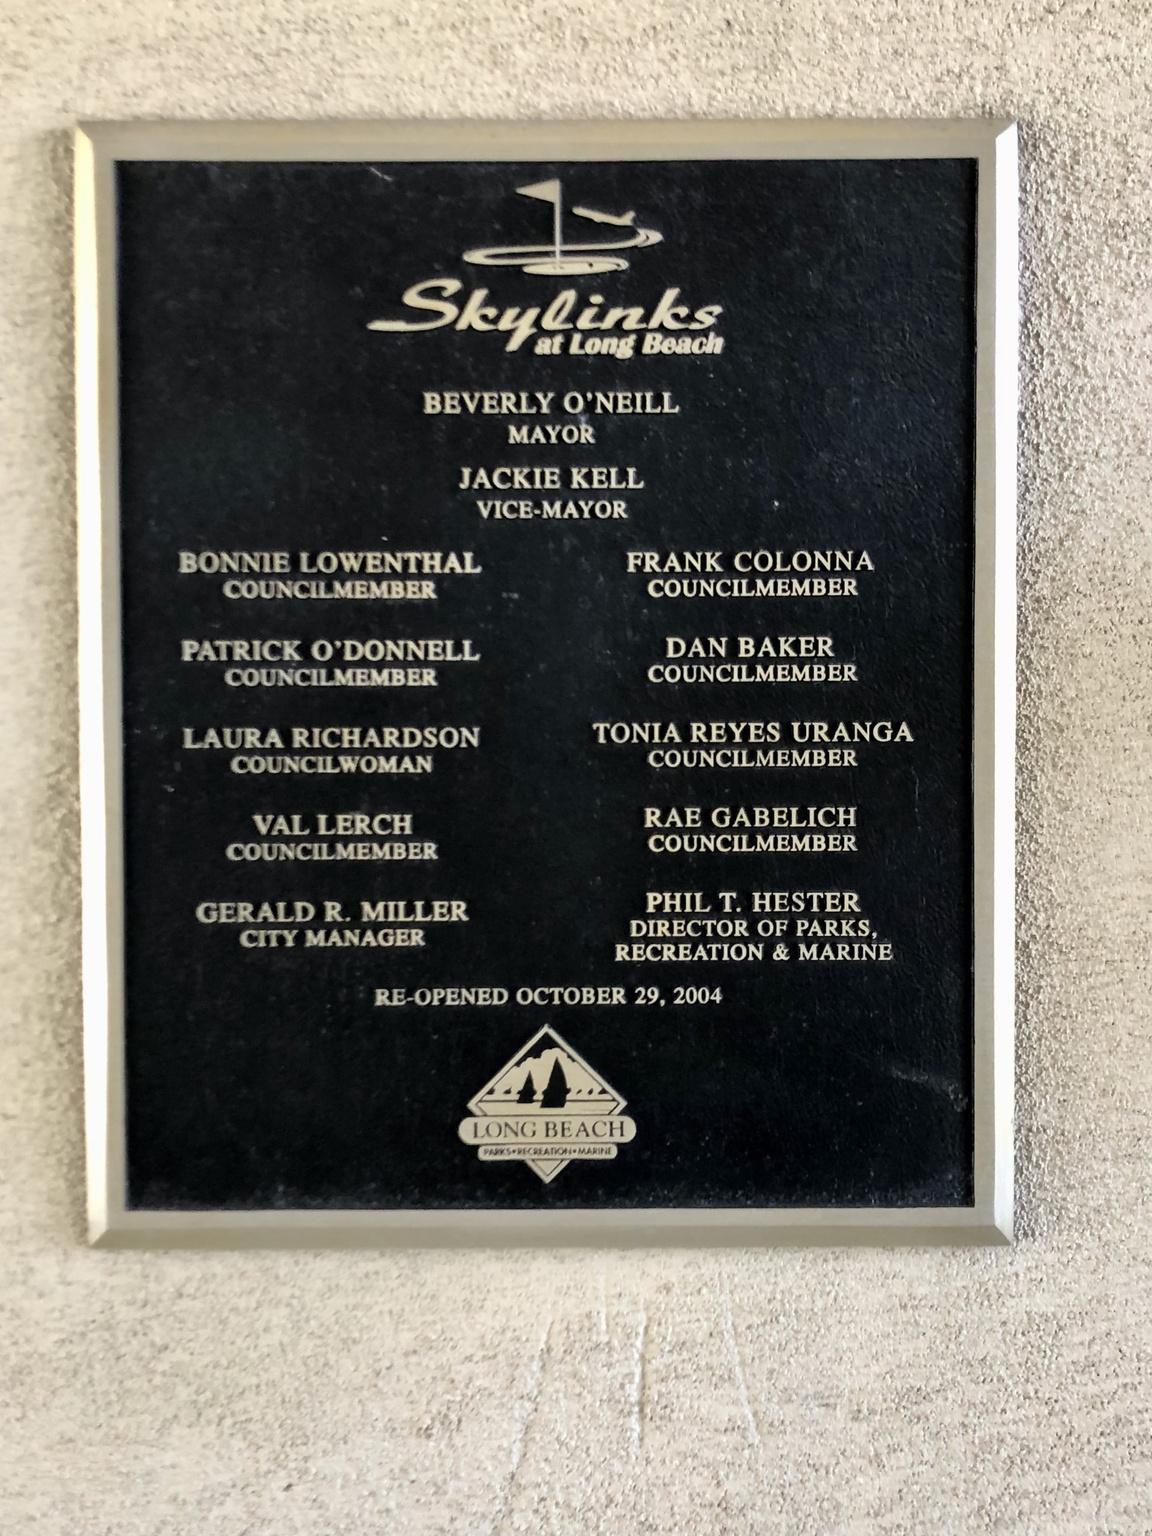 Skylinks
at Long Beach
BEVERLY O'NEILL
MAYOR
JACKIE KELL
VICE-MAYOR
BONNIE LOWENTHAL
COUNCILMEMBER
FRANK COLONNA
COUNCILMEMBER
PATRICK O'DONNELL
COUNCILMEMBER
DAN BAKER
COUNCILMEMBER
LAURA RICHARDSON
COUNCILWOMAN
TONIA REYES URANGA
COUNCILMEMBER
VAL LERCH
COUNCILMEMBER
RAE GABELICH
COUNCILMEMBER
GERALD R. MILLER
CITY MANAGER
PHIL T. HESTER
DIRECTOR OF PARKS,
RECREATION & MARINE
RE-OPENED OCTOBER 29, 2004
LONG BEACH
PARKS•RECREATION•MARINE